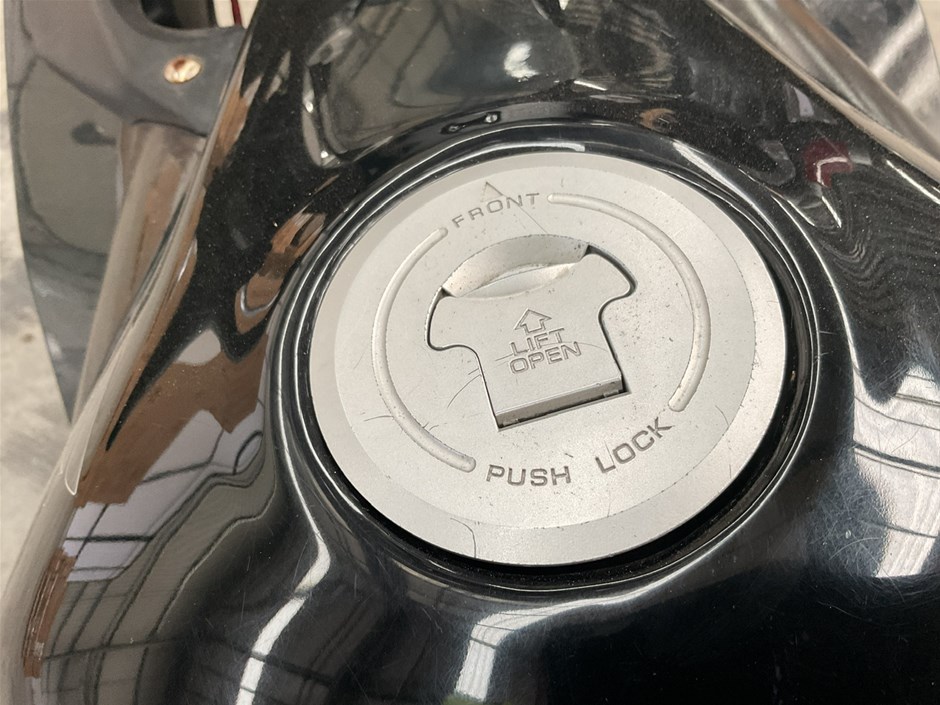 FRONT
LIFT
OPEN
PUSH LOCK